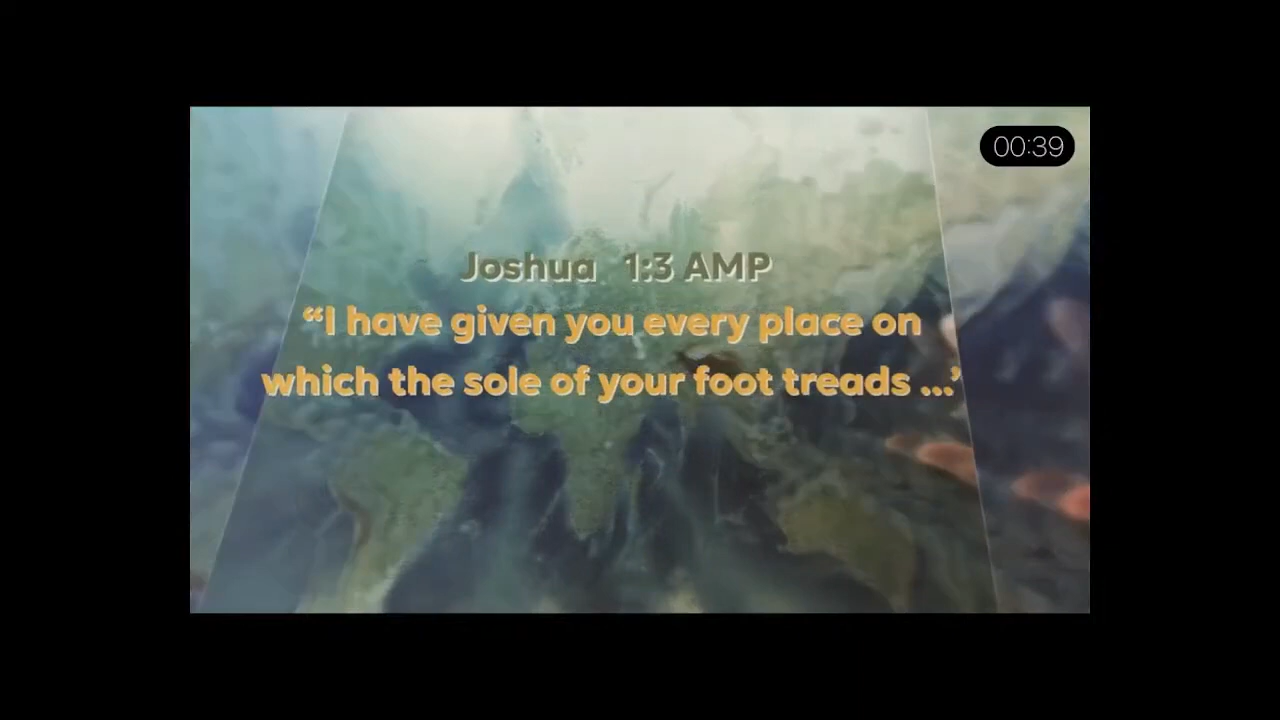 00:39
Joshua 1:3 AMP
“I have given you every place on
which the sole of your foot treads ...’